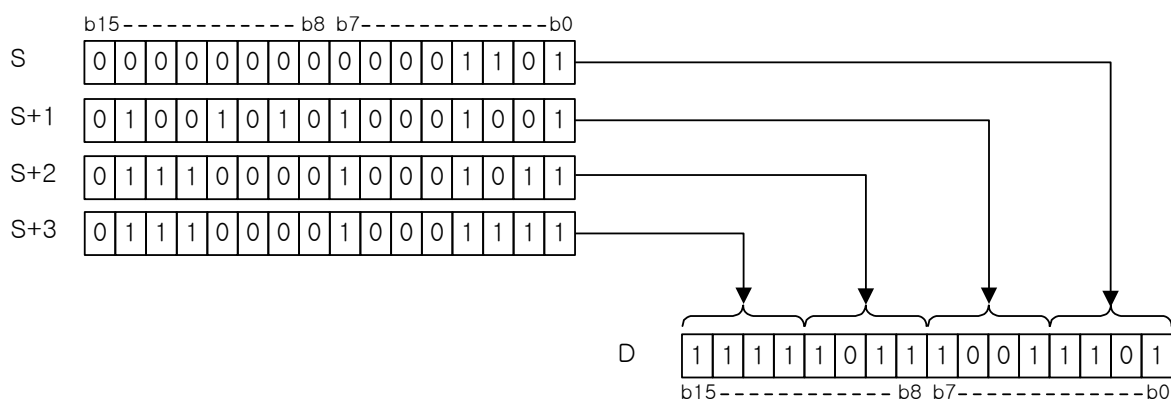 b15--------------b8 b7----------------b0
S 0 0 0 0 0 0 0 0 0 0 0 0 1 1 0 1
S+1 0 1 0 0 1 0 1 0 1 0 0 0 1 0 0 1
S+2 0 1 1 1 0 0 0 0 1 0 0 0 1 0 1 1
S+3 0 1 1 1 0 0 0 0 1 0 0 0 1 1 1 1
D 1 1 1 1 1 0 1 1 1 0 0 1 1 1 0 1
b15--------------b8 b7----------------b0